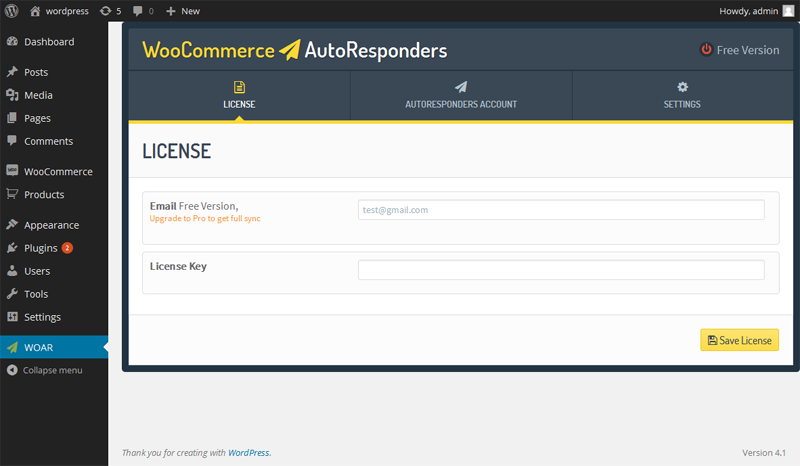 wordpress 5 0 New Howdy, admin
Dashboard
Posts
Media
Pages
Comments
WooCommerce
Products
Appearance
Plugins 2
Users
Tools
Settings
WOAR
Collapse menu
WooCommerce AutoResponders
Free Version
LICENSE AUTORESPONDERS ACCOUNT SETTINGS
LICENSE
Email Free Version,
Upgrade to Pro to get full sync
test@gmail.com
License Key
Save License
Thank you for creating with WordPress. Version 4.1